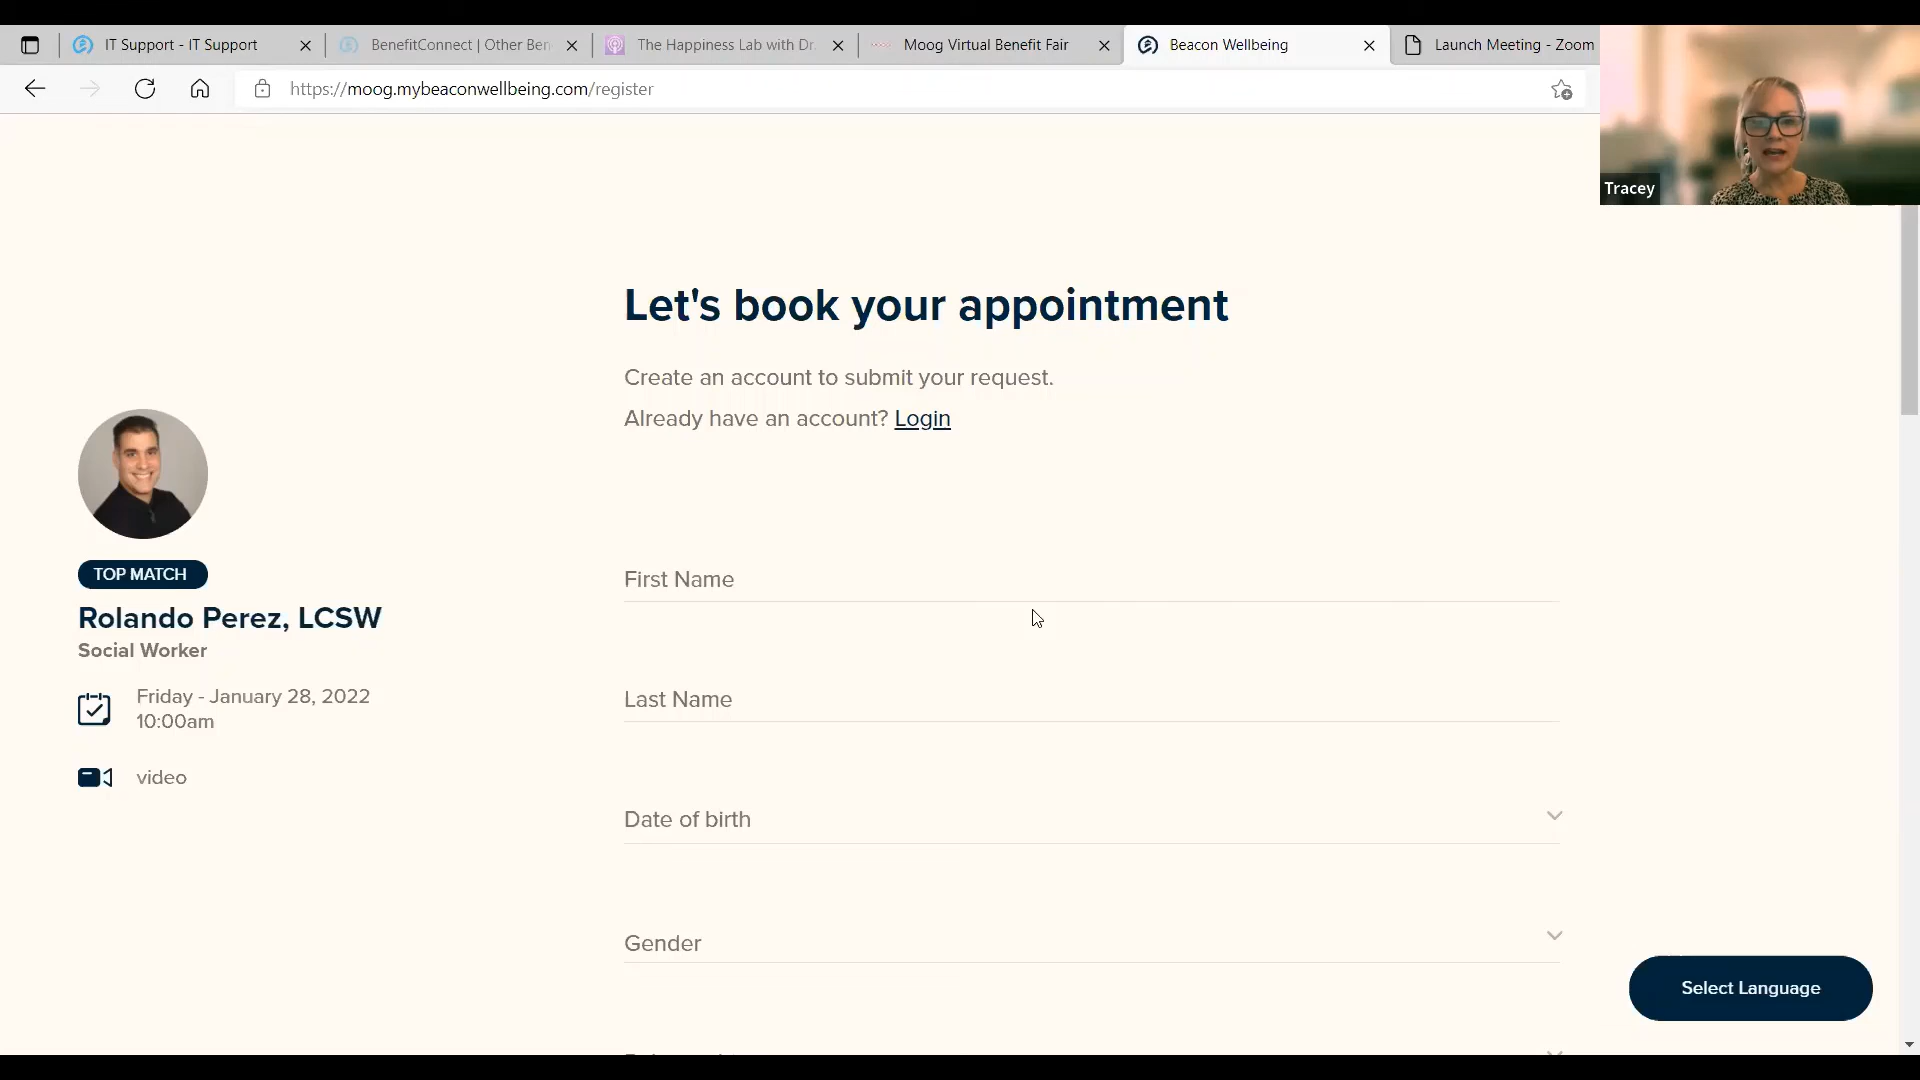 IT Support - IT Support
BenefitConnect | Other Ben
The Happiness Lab with Dr.
Moog Virtual Benefit Fair
Beacon Wellbeing
Launch Meeting - Zoom
https://moog.mybeaconwellbeing.com/register
Tracey
Let's book your appointment
Create an account to submit your request.
Already have an account? Login
TOP MATCH
Rolando Perez, LCSW
Social Worker
Friday - January 28, 2022
10:00am
video
First Name
Last Name
Date of birth
Gender
Select Language